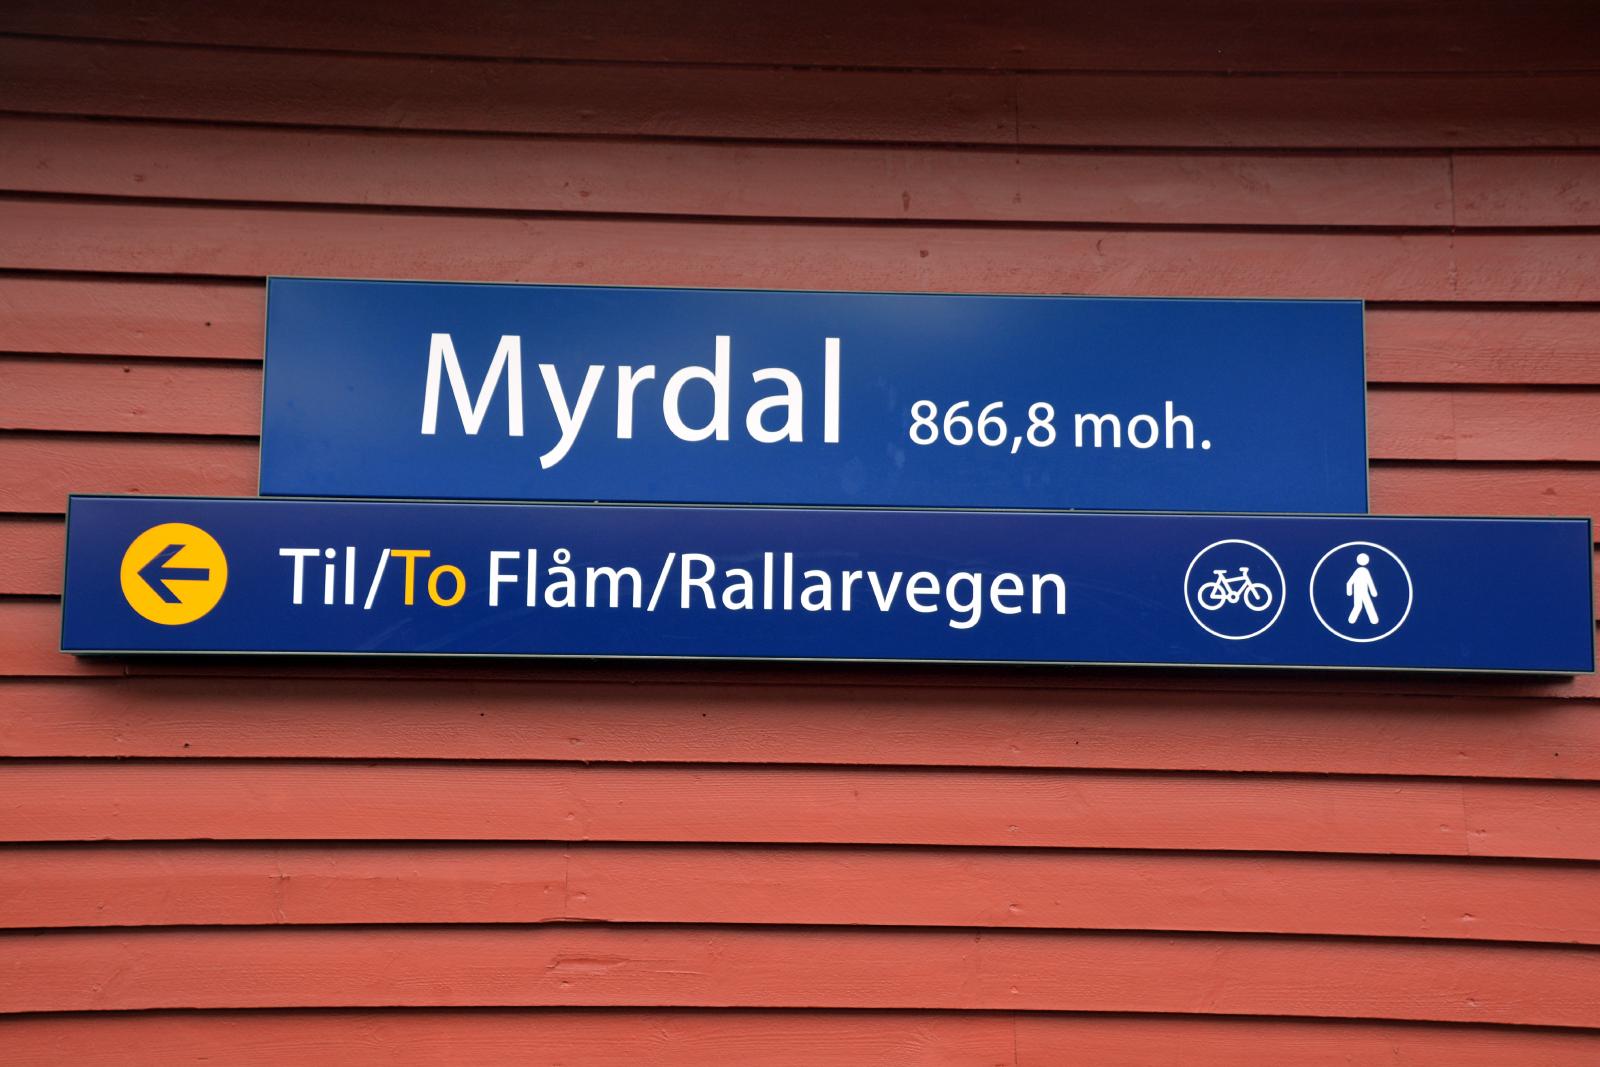 Myrdal 866,8 moh.
Til/To Flåm/Rallarvegen